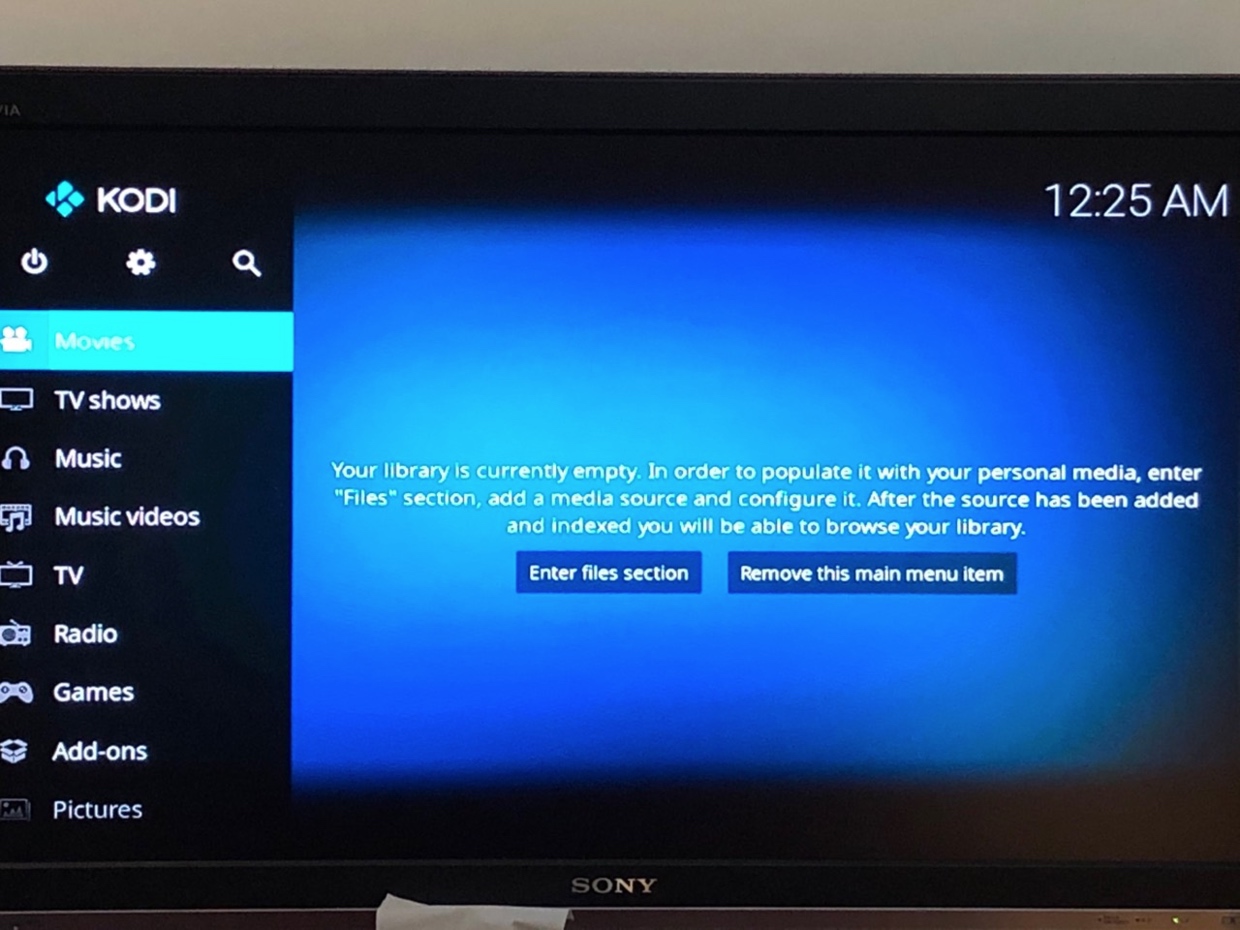 VIA
KODI
12:25 AM
Movies
TV shows
Music
Music videos
TV
Radio
Games
Add-ons
Pictures
Your library is currently empty. In order to populate it with your personal media, enter
"Files" section, add a media source and configure it. After the source has been added
and indexed you will be able to browse your library.
Enter files section
Remove this main menu item
SONY